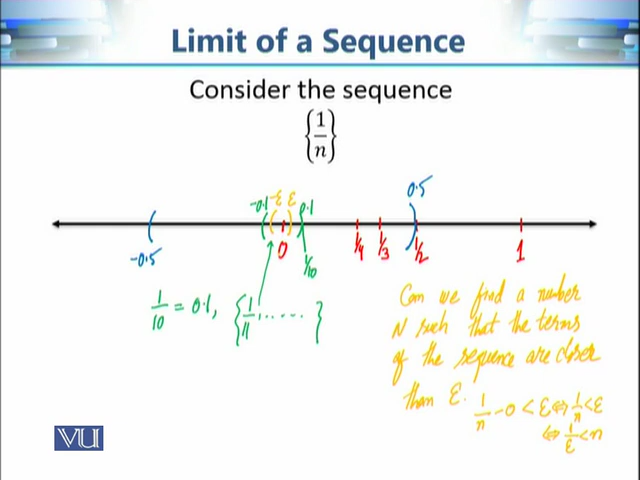 Limit of a Sequence
Consider the sequence
{1/n}
0.5
-0.1 -ε ε 0.1
-0.5 0 1/10 1/4 1/3 1/2 1
1/10 = 0.1, {1/11, ..... }
Can we find a number
N such that the terms
of the sequence are closer
than ε. 1/n - 0 < ε ⇔ 1/n < ε
⇔ 1/ε < n
VU